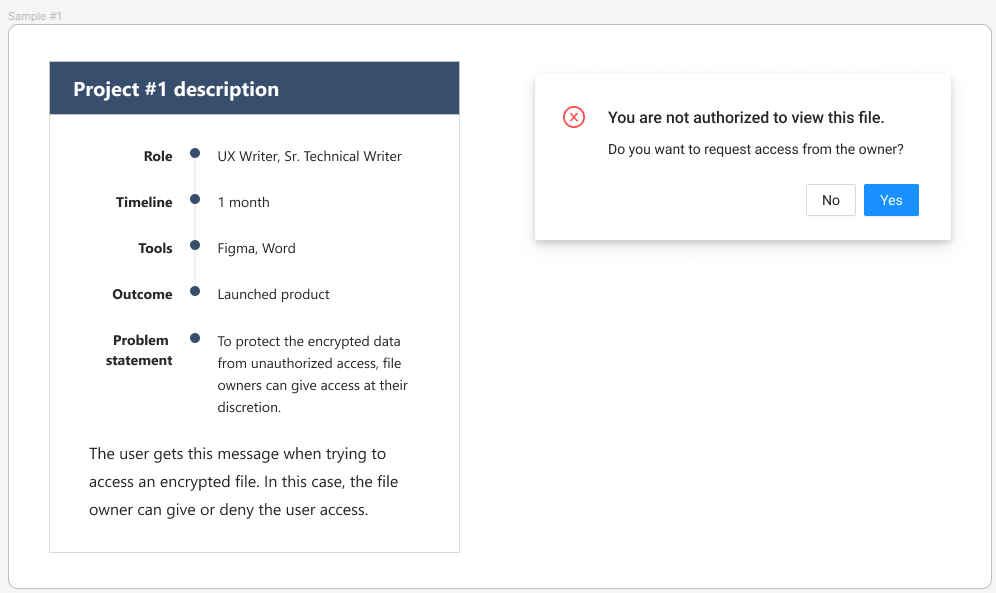 Sample #1
Project #1 description
Role
UX Writer, Sr. Technical Writer
Timeline
1 month
Tools
Figma, Word
Outcome
Launched product
Problem
statement
To protect the encrypted data
from unauthorized access, file
owners can give access at their
discretion.
The user gets this message when trying to
access an encrypted file. In this case, the file
owner can give or deny the user access.
You are not authorized to view this file.
Do you want to request access from the owner?
No
Yes